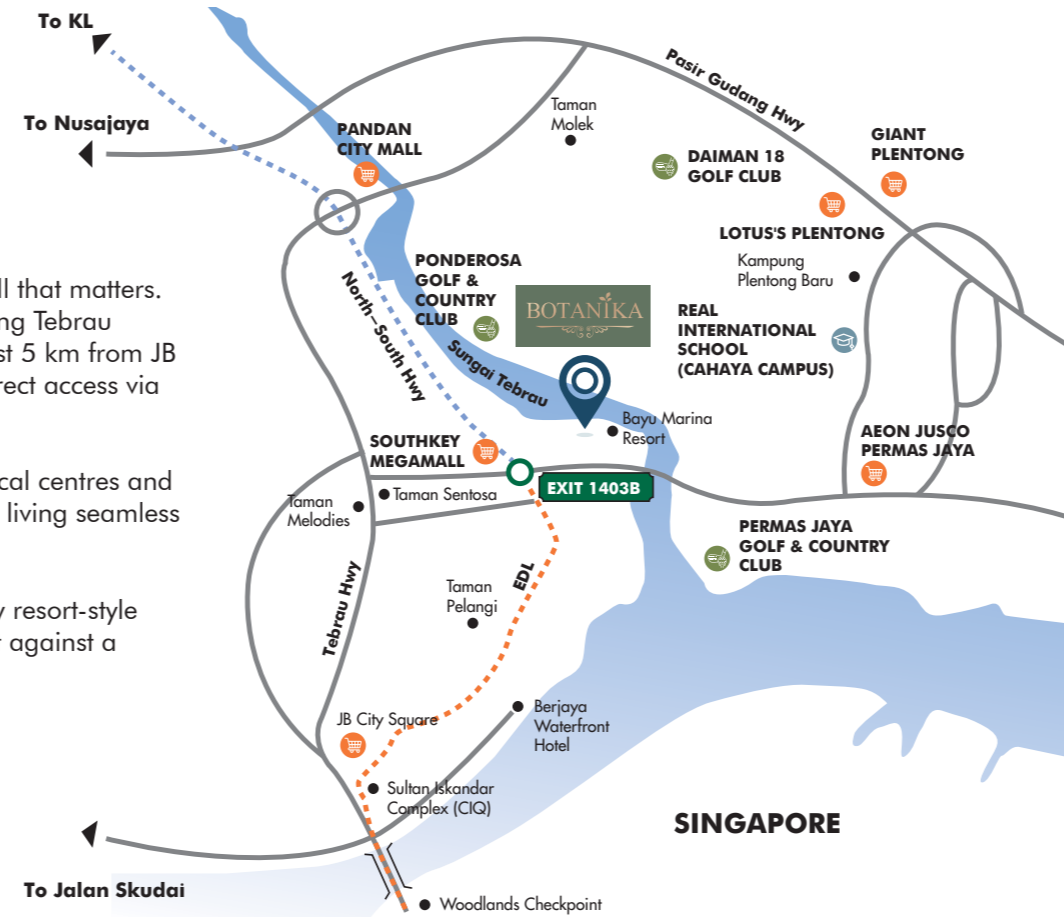 To KL
To Nusajaya
PANDAN
CITY MALL
Taman
Molek
Pasir Gudang Hwy
DAIMAN 18
GOLF CLUB
GIANT
PLENTONG
LOTUS'S PLENTONG
Kampung
Plentong Baru
PONDEROSA
GOLF &
COUNTRY
CLUB
BOTANIKA
REAL
INTERNATIONAL
SCHOOL
(CAHAYA CAMPUS)
North–South Hwy
Sungai Tebrau
Bayu Marina
Resort
ll that matters.
ng Tebrau
st 5 km from JB
rect access via
cal centres and
living seamless
y resort-style
r against a
SOUTHKEY
MEGAMALL
EXIT 1403B
AEON JUSCO
PERMAS JAYA
Taman
Melodies
Taman Sentosa
PERMAS JAYA
GOLF & COUNTRY
CLUB
Tebrau Hwy
Taman
Pelangi
EDL
JB City Square
Berjaya
Waterfront
Hotel
Sultan Iskandar
Complex (CIQ)
SINGAPORE
To Jalan Skudai
Woodlands Checkpoint